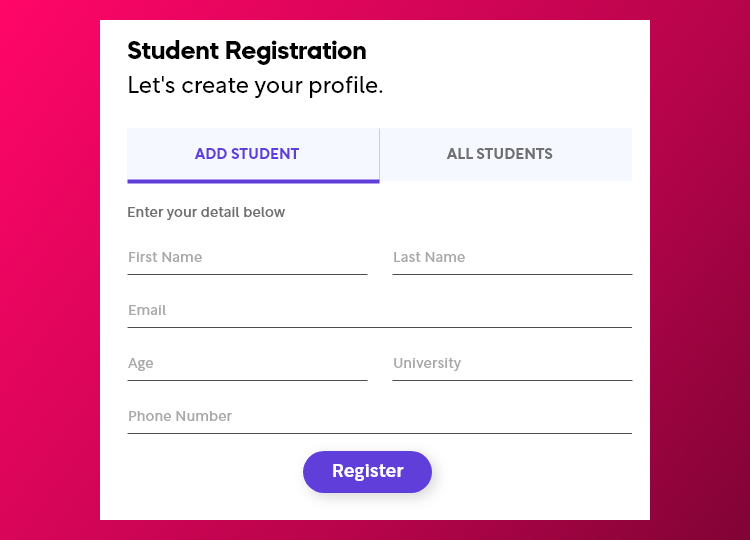 Student Registration
Let's create your profile.
ADD STUDENT ALL STUDENTS
Enter your detail below
First Name Last Name
Email
Age University
Phone Number
Register